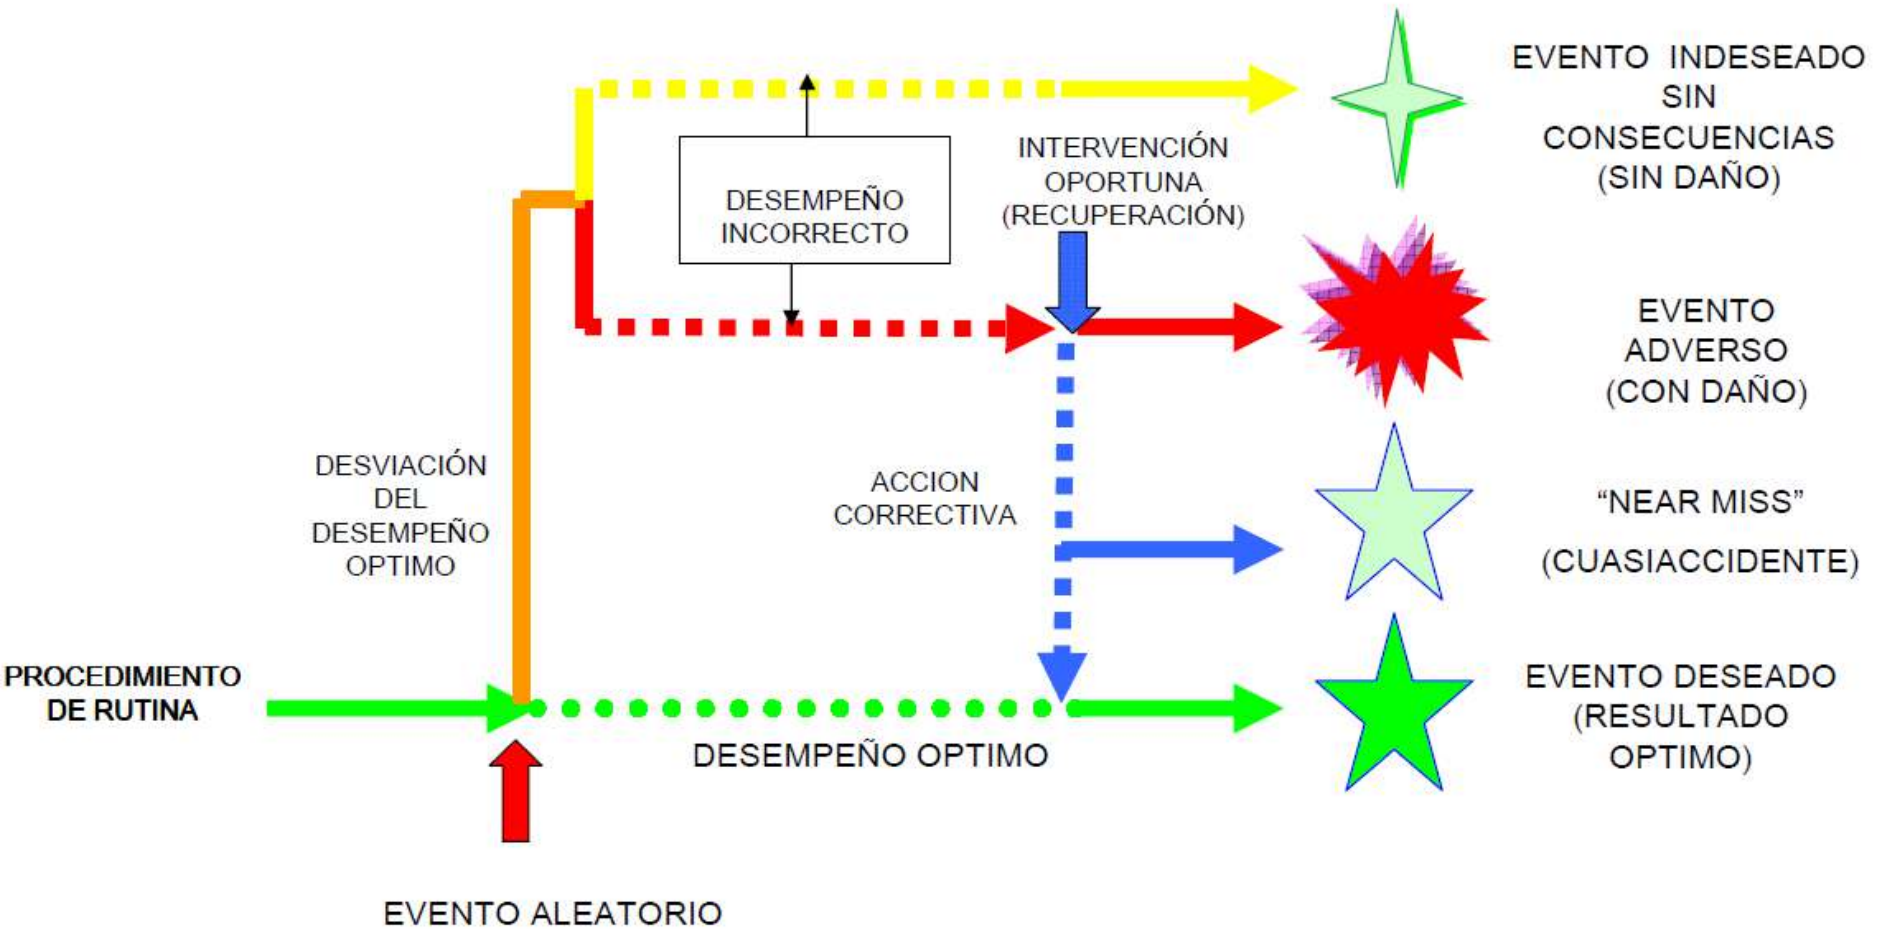 EVENTO INDESEADO
SIN
CONSECUENCIAS
(SIN DAÑO)
INTERVENCIÓN
OPORTUNA
(RECUPERACIÓN)
DESEMPEÑO
INCORRECTO
EVENTO
ADVERSO
(CON DAÑO)
DESVIACIÓN
DEL
DESEMPEÑO
OPTIMO
ACCION
CORRECTIVA
“NEAR MISS”
(CUASIACCIDENTE)
PROCEDIMIENTO
DE RUTINA
EVENTO DESEADO
(RESULTADO
OPTIMO)
DESEMPEÑO OPTIMO
EVENTO ALEATORIO